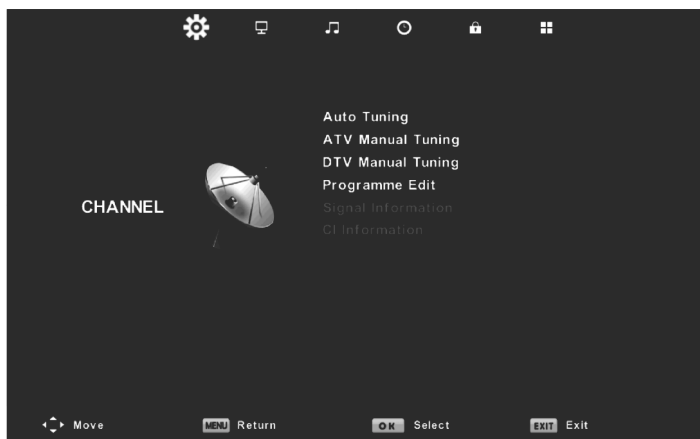 Auto Tuning
ATV Manual Tuning
DTV Manual Tuning
Programme Edit
CHANNEL
Signal Information
CI Information
Move MENU Return OK Select EXIT Exit